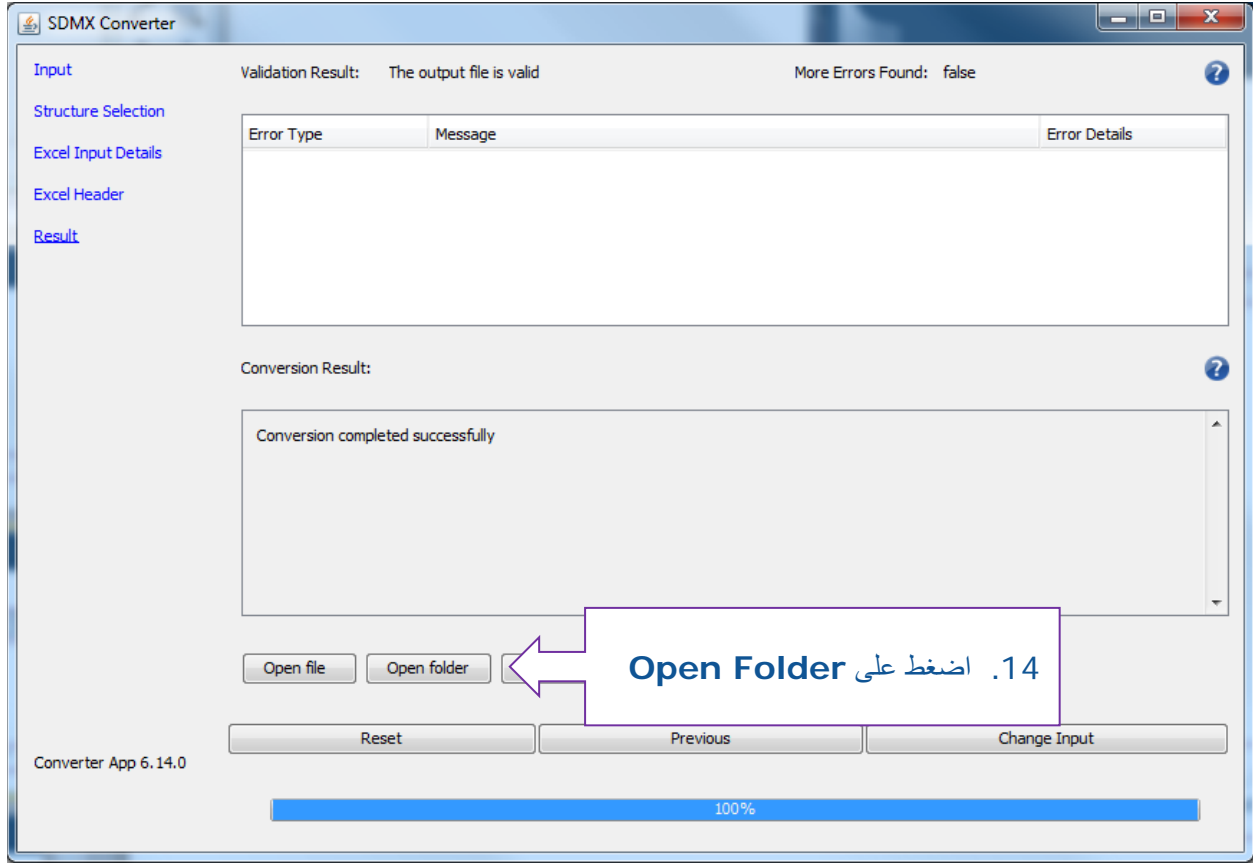 SDMX Converter
Input
Structure Selection
Excel Input Details
Excel Header
Result
Validation Result: The output file is valid More Errors Found: false
Error Type Message Error Details
Conversion Result:
Conversion completed successfully
Open file Open folder
14. اضغط على Open Folder
Reset Previous Change Input
Converter App 6.14.0
100%